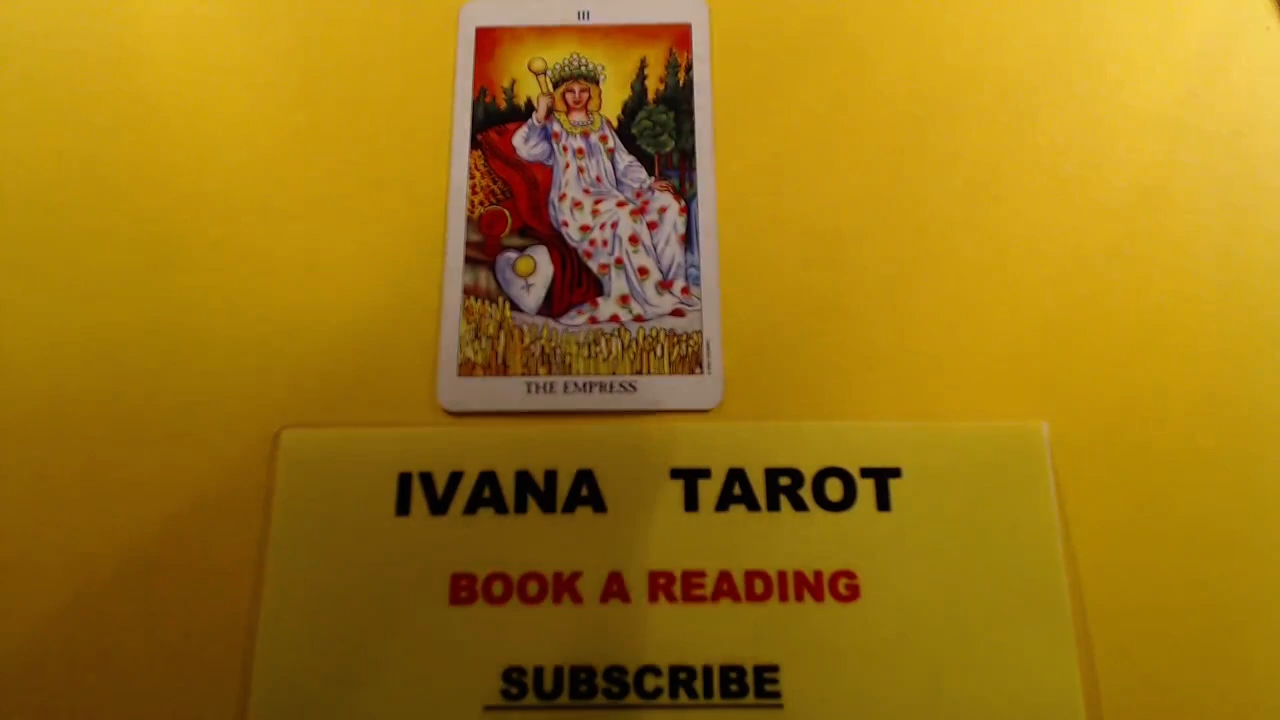 III
THE EMPRESS
IVANA TAROT
BOOK A READING
SUBSCRIBE